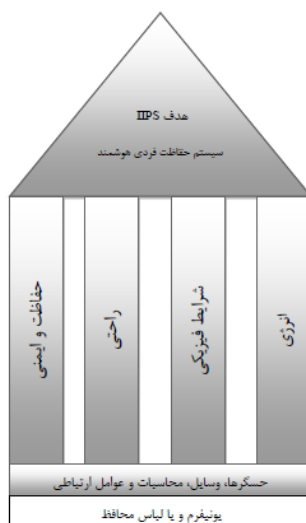 هدف IIPS
سیستم حفاظت فردی هوشمند
انرژی
شرایط فیزیکی
راحتی
حفاظت و ایمنی
حسگرها، وسایل، محاسبات و عوامل ارتباطی
یونیفرم و یا لباس محافظ